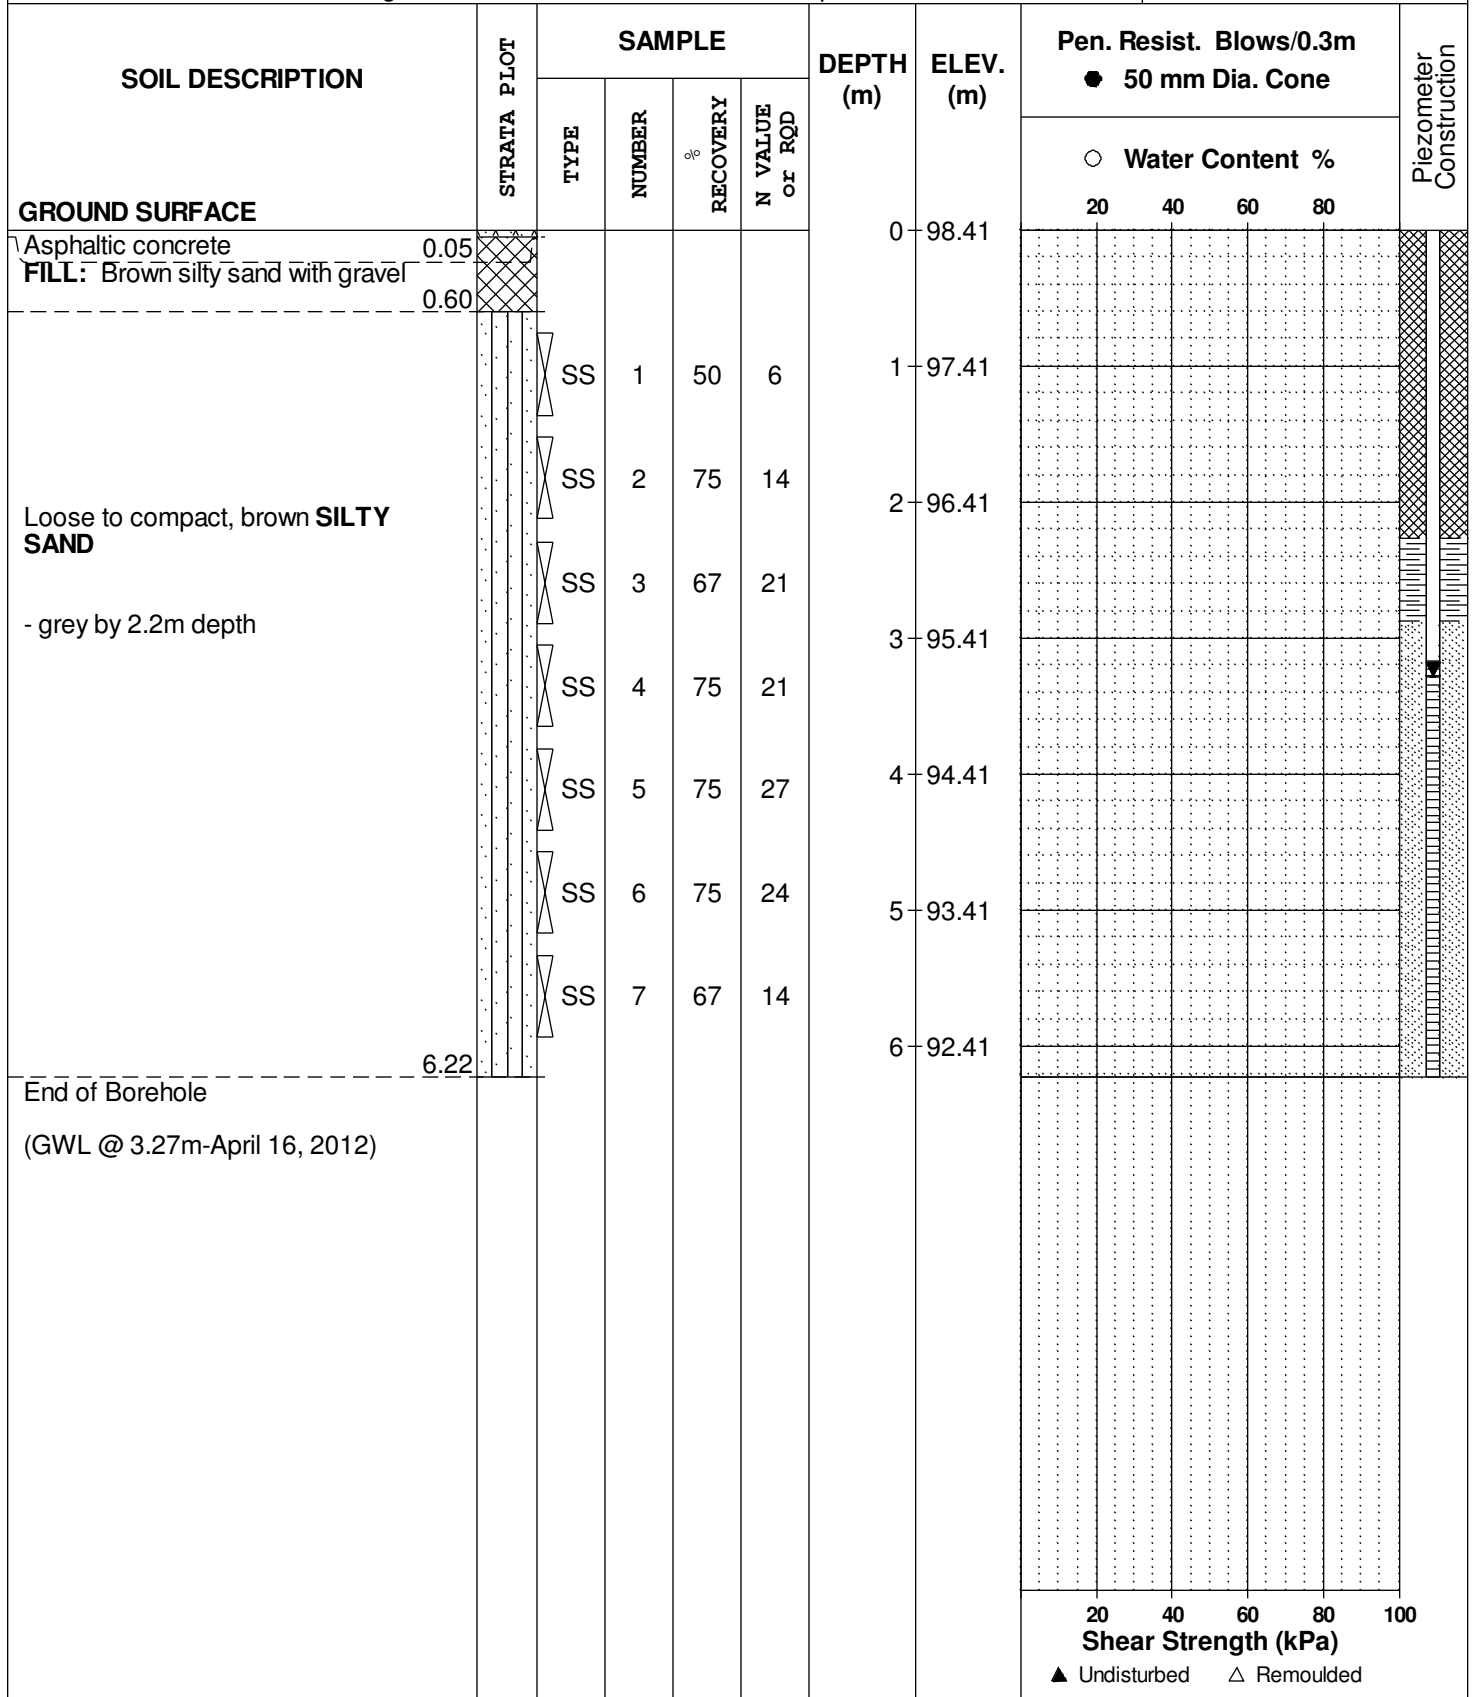 SOIL DESCRIPTION
STRATA PLOT
SAMPLE
TYPE
NUMBER
%
RECOVERY
N VALUE
or RQD
DEPTH
(m)
ELEV.
(m)
Pen. Resist. Blows/0.3m
● 50 mm Dia. Cone
○ Water Content %
20 40 60 80
Piezometer
Construction
GROUND SURFACE
0 98.41
Asphaltic concrete 0.05
FILL: Brown silty sand with gravel
0.60
SS 1 50 6
1 97.41
SS 2 75 14
2 96.41
Loose to compact, brown SILTY
SAND
SS 3 67 21
- grey by 2.2m depth
3 95.41
SS 4 75 21
4 94.41
SS 5 75 27
SS 6 75 24
5 93.41
SS 7 67 14
6 92.41
6.22
End of Borehole
(GWL @ 3.27m-April 16, 2012)
20 40 60 80 100
Shear Strength (kPa)
▲ Undisturbed △ Remoulded